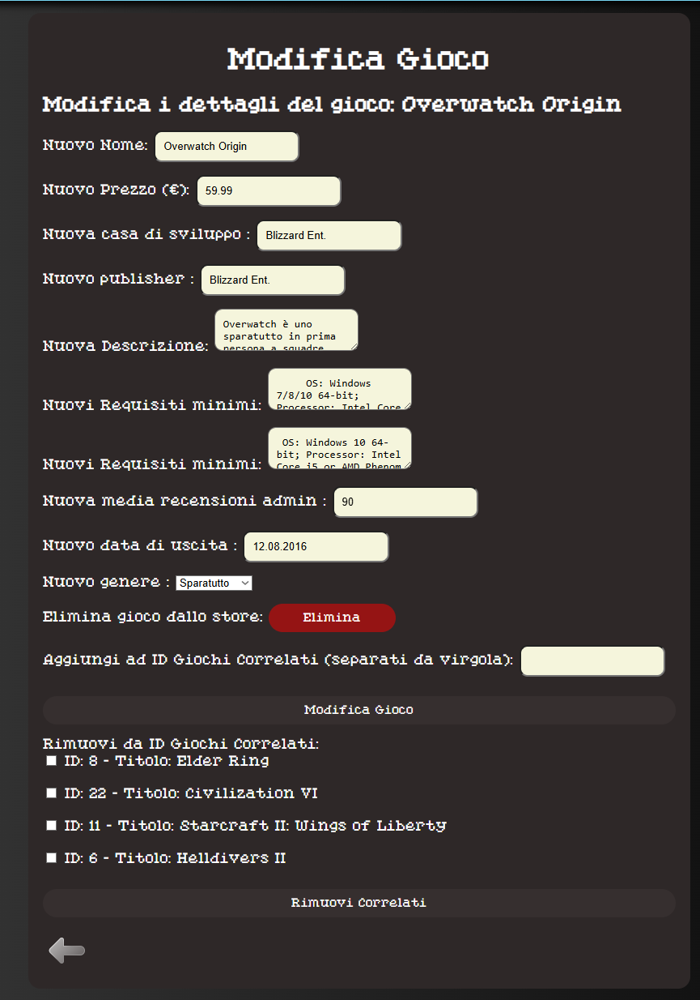 Modifica Gioco
Modifica i dettagli del gioco: Overwatch Origin
Nuovo Nome: Overwatch Origin
Nuovo Prezzo (€): 59.99
Nuova casa di sviluppo : Blizzard Ent.
Nuovo publisher : Blizzard Ent.
Overwatch è uno
sparatutto in prima
persona a squadre
Nuova Descrizione:
OS: Windows
7/8/10 64-bit;
Processor: Intel Core
Nuovi Requisiti minimi:
OS: Windows 10 64-
bit; Processor: Intel
Core i5 or AMD Phenom
Nuovi Requisiti minimi:
Nuova media recensioni admin : 90
Nuovo data di uscita : 12.08.2016
Nuovo genere : Sparatutto
Elimina gioco dallo store: Elimina
Aggiungi ad ID Giochi Correlati (separati da virgola):
Modifica Gioco
Rimuovi da ID Giochi Correlati:
ID: 8 - Titolo: Elder Ring
ID: 22 - Titolo: Civilization VI
ID: 11 - Titolo: Starcraft II: Wings of Liberty
ID: 6 - Titolo: Helldivers II
Rimuovi Correlati